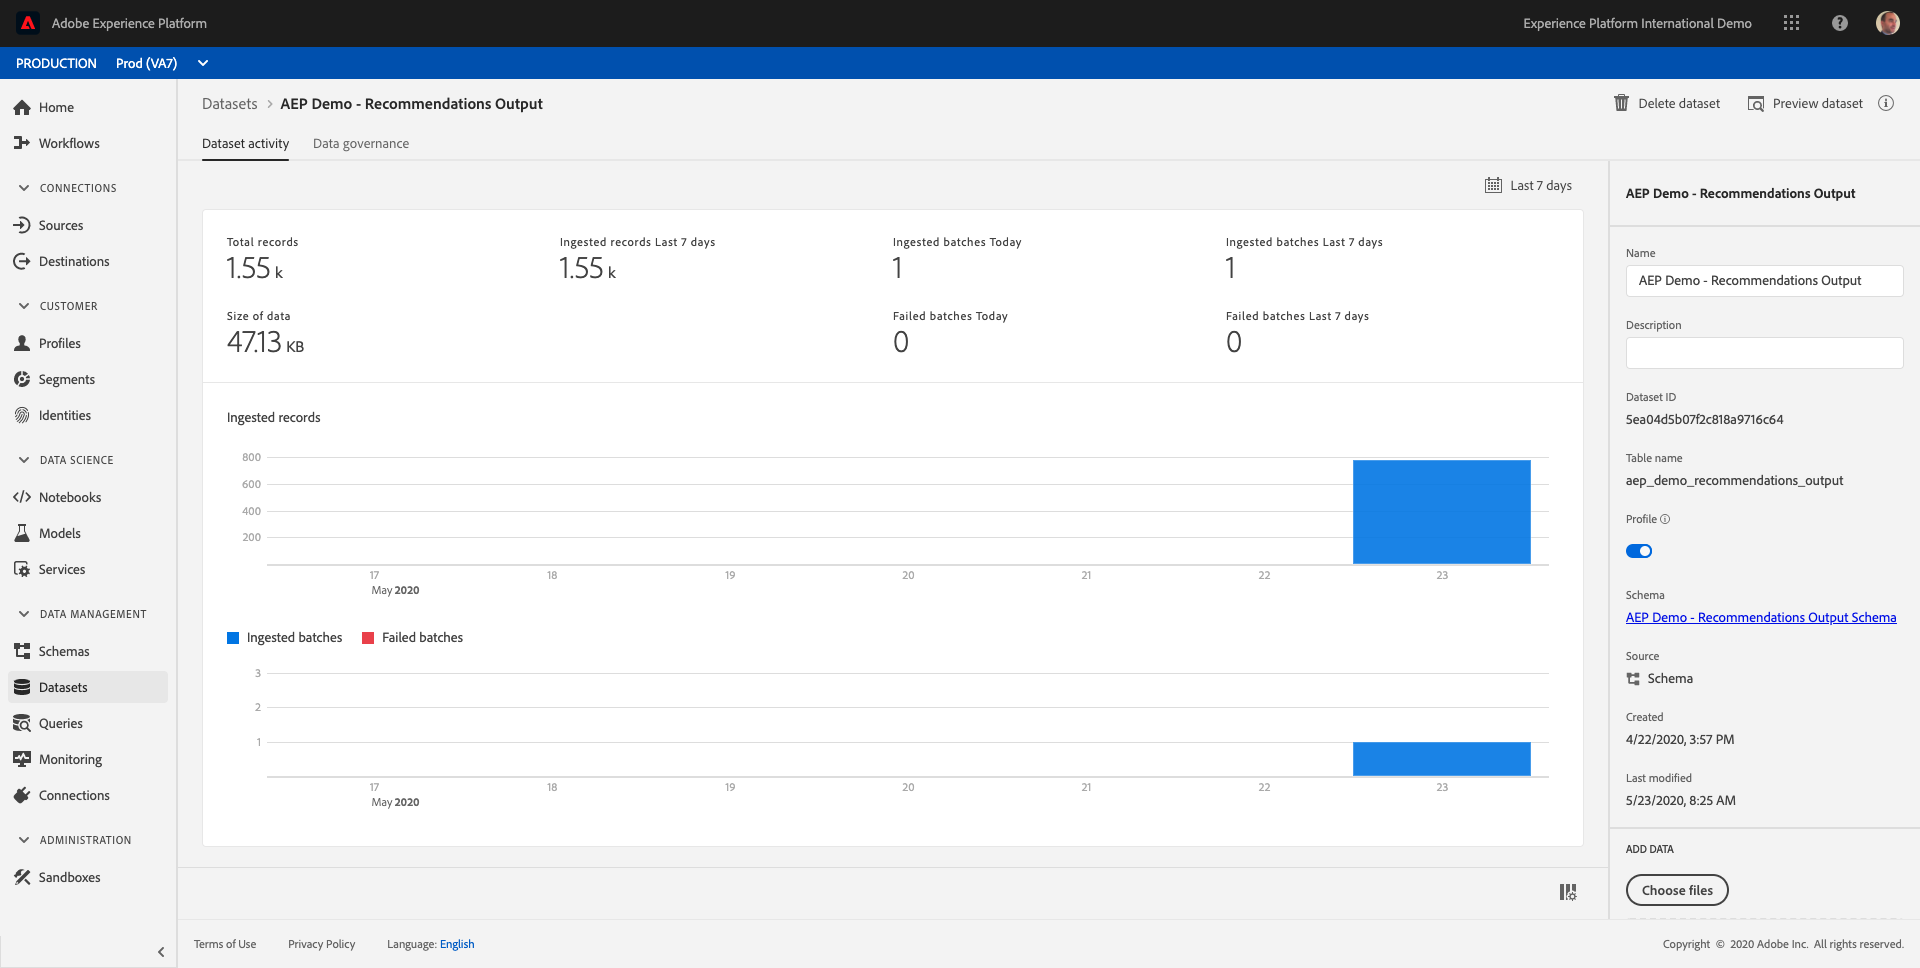 Adobe Experience Platform
Experience Platform International Demo
PRODUCTION Prod (VA7)
Home
Workflows
CONNECTIONS
Sources
Destinations
CUSTOMER
Profiles
Segments
Identities
DATA SCIENCE
Notebooks
Models
Services
DATA MANAGEMENT
Schemas
Datasets
Queries
Monitoring
Connections
ADMINISTRATION
Sandboxes
Datasets > AEP Demo - Recommendations Output
Delete dataset
Preview dataset
Dataset activity
Data governance
Last 7 days
Total records
1.55 k
Ingested records Last 7 days
1.55 k
Ingested batches Today
1
Ingested batches Last 7 days
1
Size of data
47.13 KB
Failed batches Today
0
Failed batches Last 7 days
0
Ingested records
800
600
400
200
17 18 19 20 21 22 23
May 2020
Ingested batches Failed batches
3
2
1
17 18 19 20 21 22 23
May 2020
AEP Demo - Recommendations Output
Name
AEP Demo - Recommendations Output
Description
Dataset ID
5ea04d5b07f2c818a9716c64
Table name
aep_demo_recommendations_output
Profile
Schema
AEP Demo - Recommendations Output Schema
Source
Schema
Created
4/22/2020, 3:57 PM
Last modified
5/23/2020, 8:25 AM
ADD DATA
Choose files
Terms of Use Privacy Policy Language: English
Copyright © 2020 Adobe Inc. All rights reserved.